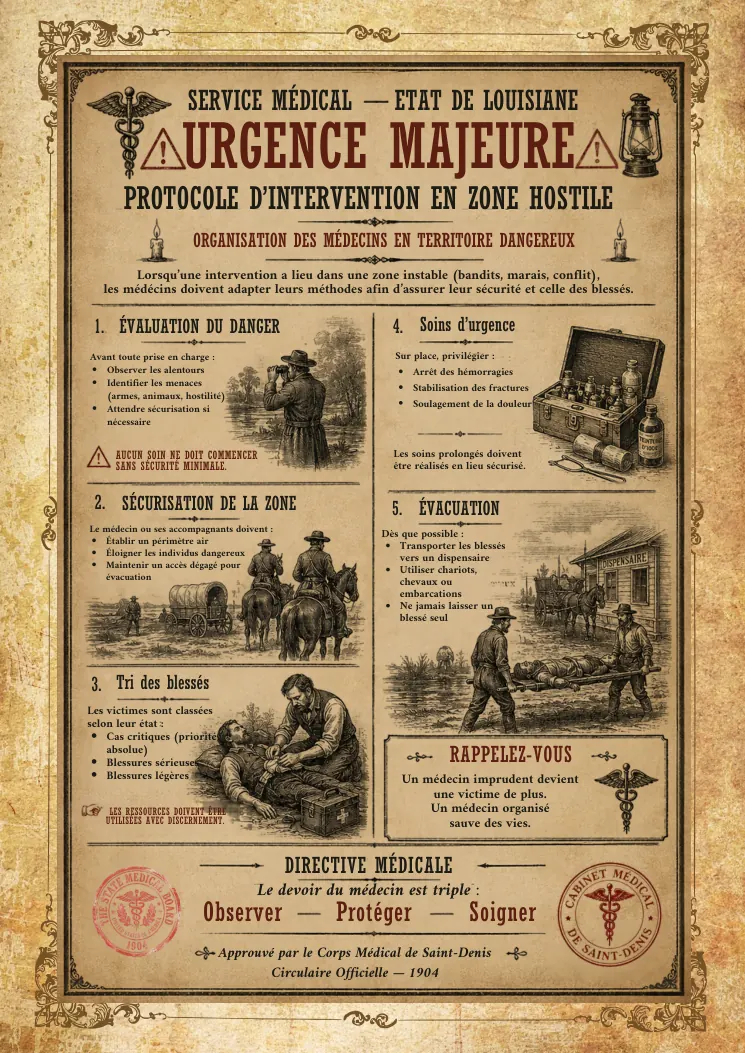 SERVICE MÉDICAL — ETAT DE LOUISIANE
URGENCE MAJEURE
PROTOCOLE D'INTERVENTION EN ZONE HOSTILE
ORGANISATION DES MÉDECINS EN TERRITOIRE DANGEREUX
Lorsqu'une intervention a lieu dans une zone instable (bandits, marais, conflit),
les médécins doivent adapter leurs méthodes afin d'assurer leur sécurité et celle des blessés.
1. ÉVALUATION DU DANGER
Avant toute prise en charge :
• Observer les alentours
• Identifier les menaces
(armes, animaux, hostilité)
• Attendre sécurisation si
nécessaire
AUCUN SOIN NE DOIT COMMENCER
SANS SÉCURITÉ MINIMALE.
2. SÉCURISATION DE LA ZONE
Le médecin ou ses accompagnants doivent :
• Établir un périmètre air
• Éloigner les individus dangereux
• Maintenir un accès dégagé pour
évacuation
3. Tri des blessés
Les victimes sont classées
selon leur état :
• Cas critiques (priorité
absolue)
• Blessures sérieuses
• Blessures légères
LES RESSOURCES DOIVENT ÊTRE
UTILISÉES AVEC DISCERNEMENT.
4. Soins d'urgence
Sur place, privilégier :
• Arrêt des hémorragies
• Stabilisation des fractures
• Soulagement de la douleur
TEINTURE
D'IODE
Les soins prolongés doivent
être réalisés en lieu sécurisé.
5. ÉVACUATION
Dès que possible :
• Transporter les blessés
vers un dispensaire
• Utiliser chariots,
chevaux ou
embarcations
• Ne jamais laisser un
blessé seul
DISPENSAIRE
RAPPELEZ-VOUS
Un médecin imprudent devient
une victime de plus.
Un médecin organisé
sauve des vies.
DIRECTIVE MÉDICALE
Le devoir du médecin est triple :
Observer — Protéger — Soigner
Approuvé par le Corps Médical de Saint-Denis
Circulaire Officielle — 1904
THE STATE MEDICAL BOARD
1904
CABINET MÉDICAL
DE SAINT-DENIS